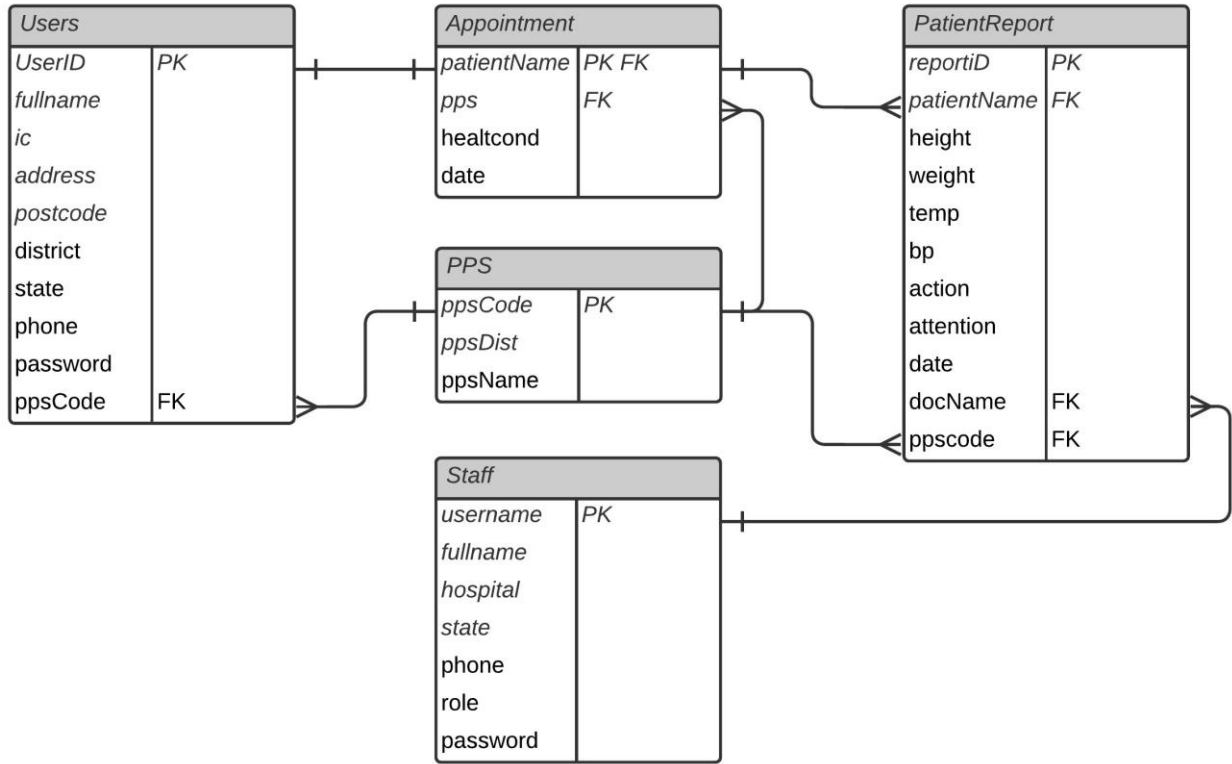 Users
UserID PK
fullname
ic
address
postcode
district
state
phone
password
ppsCode FK
Appointment
patientName PK FK
pps FK
healtcond
date
PPS
ppsCode PK
ppsDist
ppsName
Staff
username PK
fullname
hospital
state
phone
role
password
PatientReport
reportiD PK
patientName FK
height
weight
temp
bp
action
attention
date
docName FK
ppscode FK